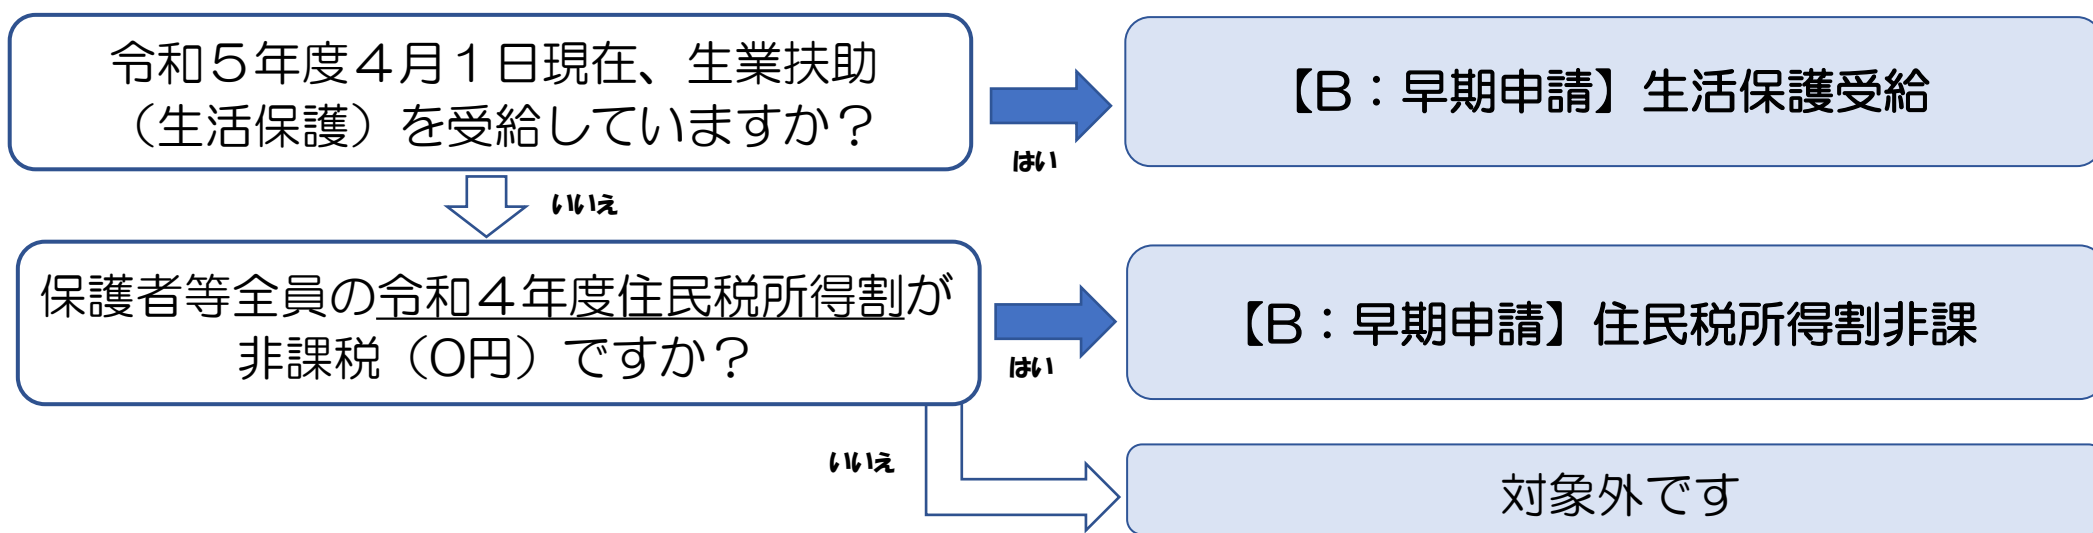 令和５年度４月１日現在、生業扶助
（生活保護）を受給していますか？
はい
【B：早期申請】生活保護受給
いいえ
保護者等全員の令和４年度住民税所得割が
非課税（0円）ですか？
はい
【B：早期申請】住民税所得割非課
いいえ
対象外です